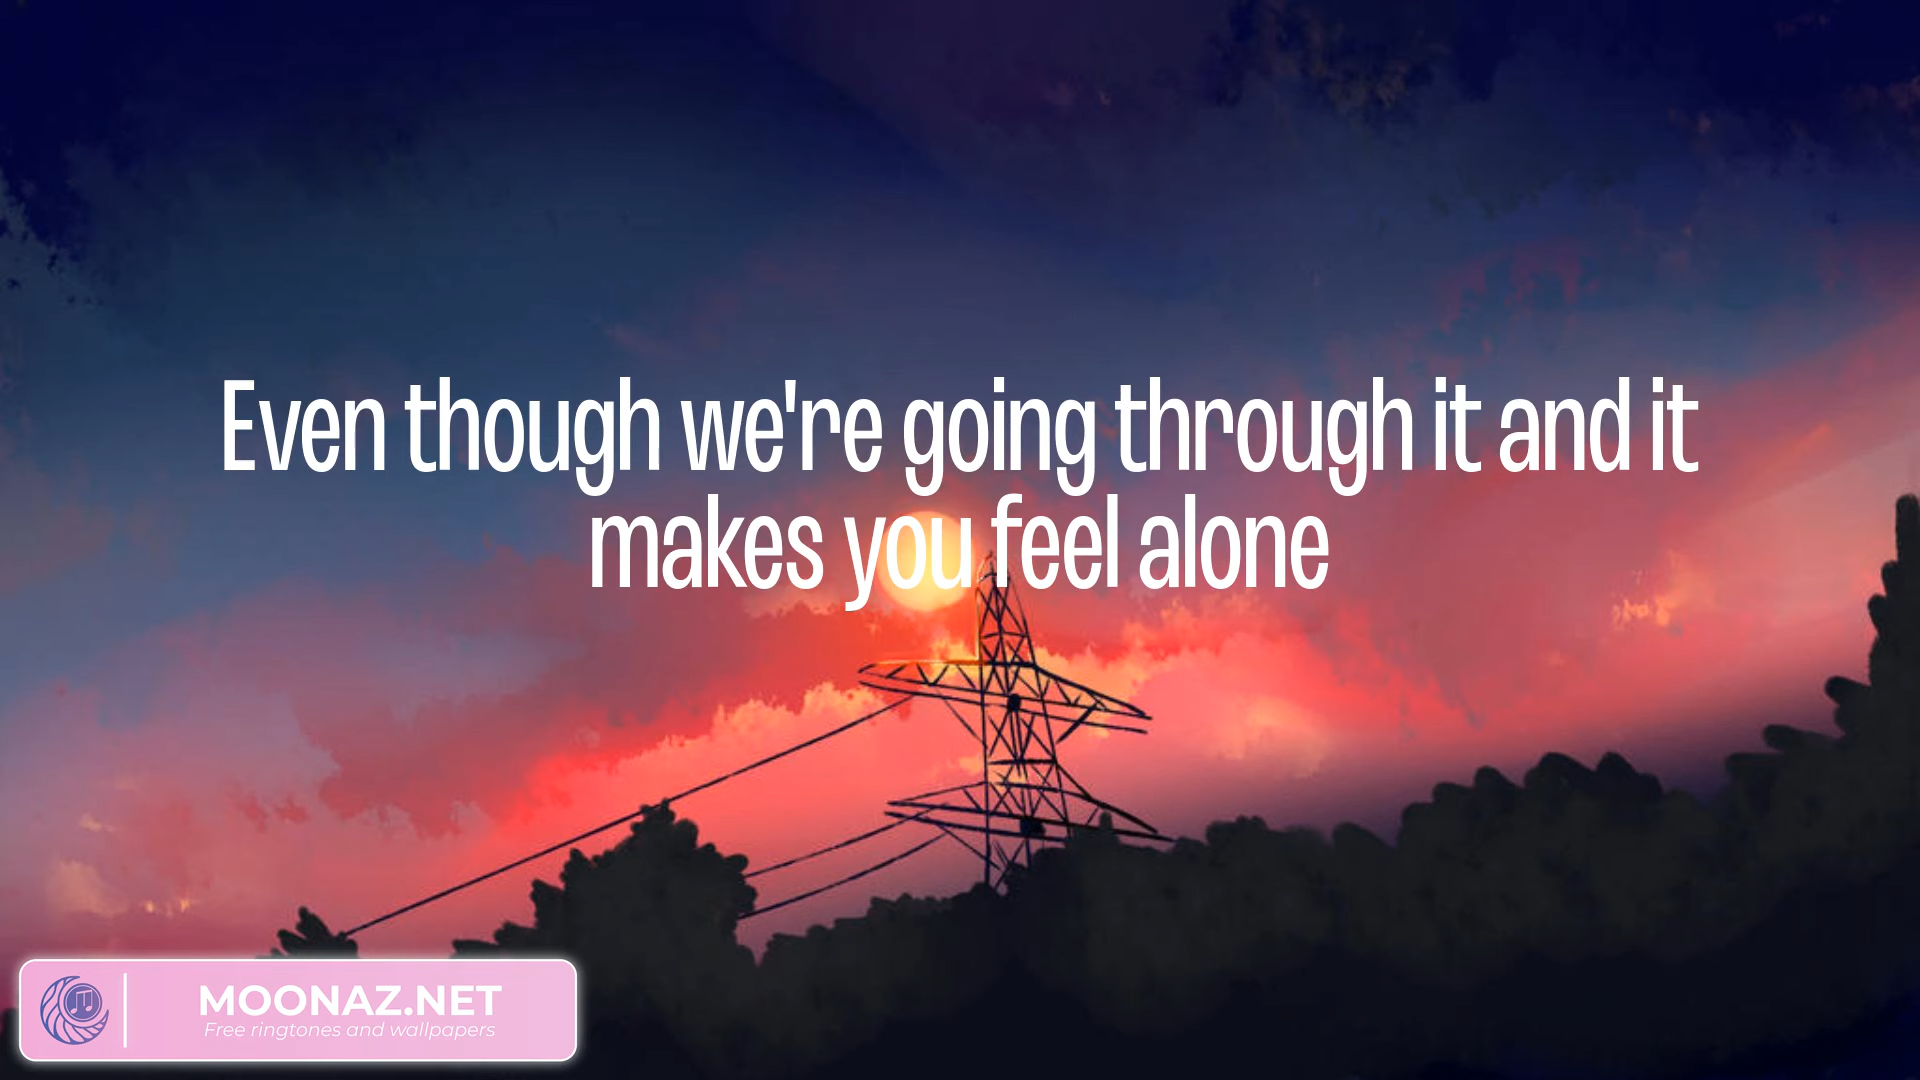 Even though we're going through it and it
makes you feel alone
MOONAZ.NET
Free ringtones and wallpapers